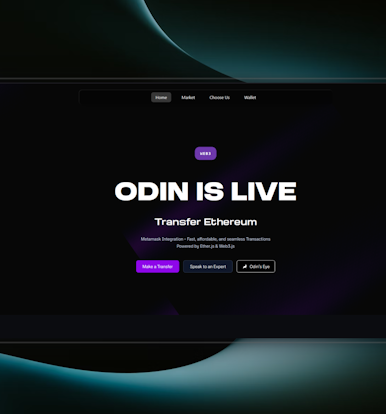 Home Market Choose Us Wallet
WEB3
ODIN IS LIVE
Transfer Ethereum
Metamask Integration - Fast, affordable, and seamless Transactions
Powered by Ether.js & Web3.js
Make a Transfer Speak to an Expert Odin's Eye